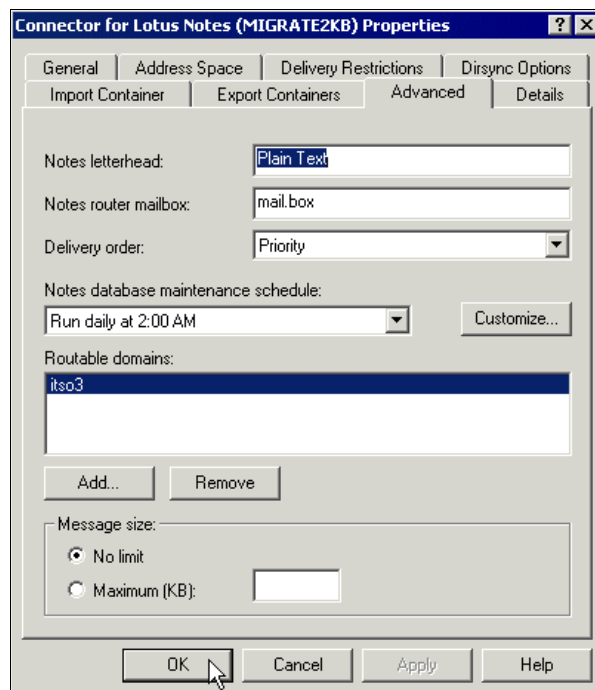 Connector for Lotus Notes (MIGRATE2KB) Properties
General Address Space Delivery Restrictions Dirsync Options
Import Container Export Containers Advanced Details
Notes letterhead: Plain Text
Notes router mailbox: mail.box
Delivery order: Priority
Notes database maintenance schedule:
Run daily at 2:00 AM Customize...
Routable domains:
itso3
Add... Remove
Message size:
No limit
Maximum (KB):
OK Cancel Apply Help